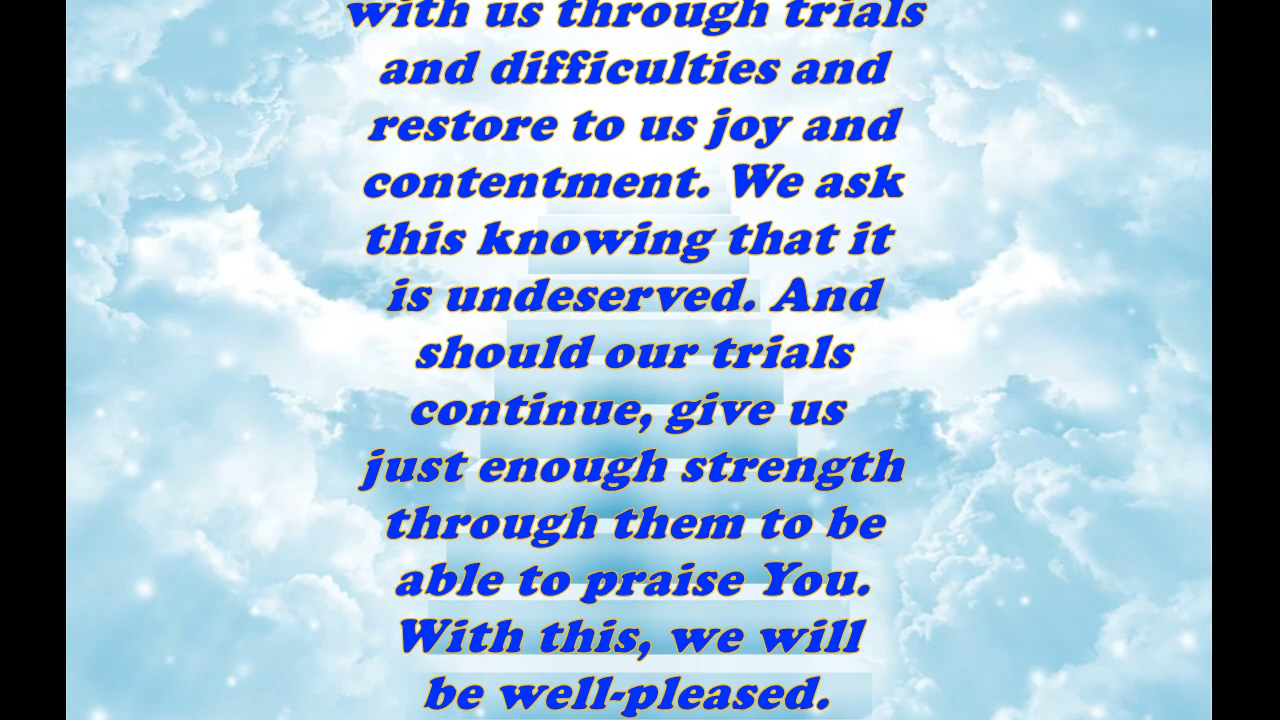 with us through trials
and difficulties and
restore to us joy and
contentment. We ask
this knowing that it
is undeserved. And
should our trials
continue, give us
just enough strength
through them to be
able to praise You.
With this, we will
be well-pleased.